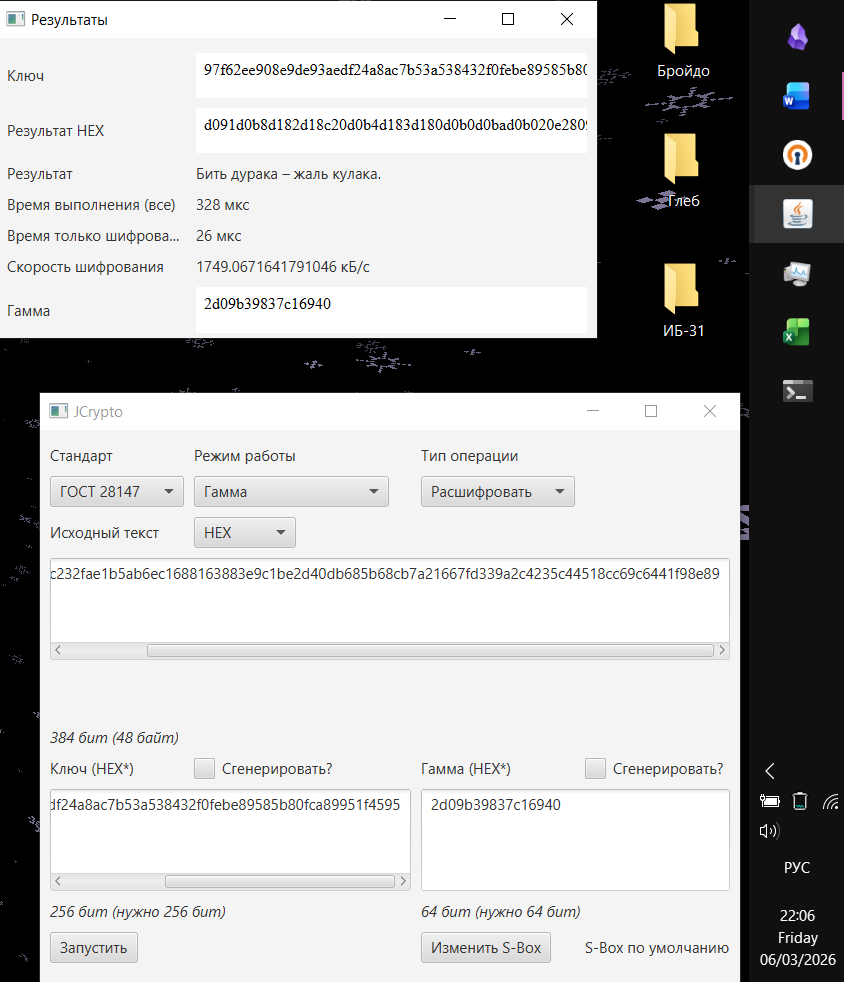 Результаты
Ключ
97f62ee908e9de93aedf24a8ac7b53a538432f0febe89585b80
Результат HEX
d091d0b8d182d18c20d0b4d183d180d0b0d0bad0b020e2809
Результат
Бить дурака – жаль кулака.
Время выполнения (все)
328 мкс
Время только шифрова...
26 мкс
Скорость шифрования
1749.0671641791046 кБ/с
Гамма
2d09b39837c16940
Бройдо
Глеб
ИБ-31
JCrypto
Стандарт
Режим работы
Тип операции
ГОСТ 28147
Гамма
Расшифровать
Исходный текст
HEX
c232fae1b5ab6ec1688163883e9c1be2d40db685b68cb7a21667fd339a2c4235c44518cc69c6441f98e89
384 бит (48 байт)
Ключ (HEX*)
Сгенерировать?
Гамма (HEX*)
Сгенерировать?
df24a8ac7b53a538432f0febe89585b80fca89951f4595
2d09b39837c16940
256 бит (нужно 256 бит)
64 бит (нужно 64 бит)
Запустить
Изменить S-Box
S-Box по умолчанию
РУС
22:06
Friday
06/03/2026